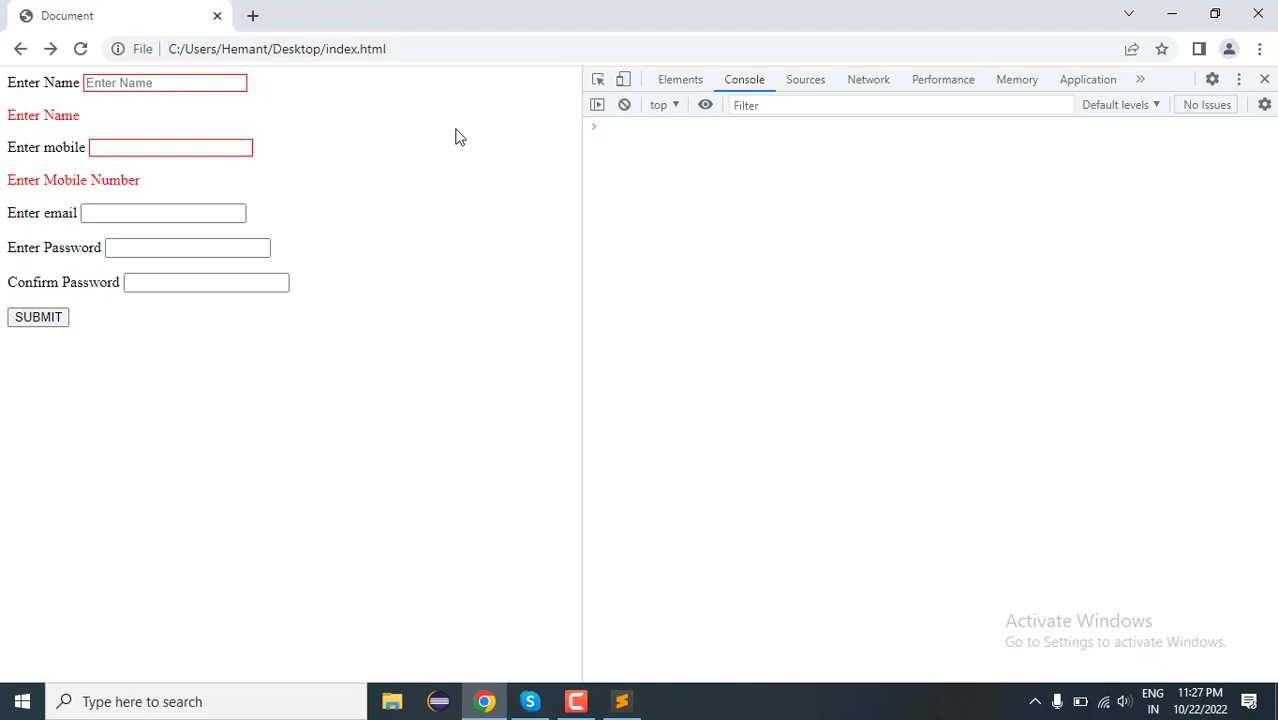 Document
File C:/Users/Hemant/Desktop/index.html
Enter Name Enter Name
Enter Name
Enter mobile
Enter Mobile Number
Enter email
Enter Password
Confirm Password
SUBMIT
Elements Console Sources Network Performance Memory Application
top Filter Default levels No Issues
Activate Windows
Go to Settings to activate Windows.
Type here to search
ENG
IN
11:27 PM
10/22/2022